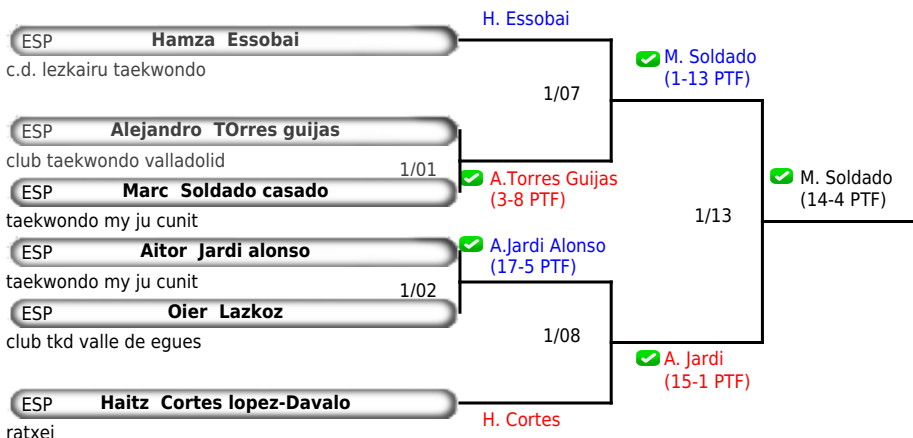 H. Essobai
ESP Hamza Essobai
c.d. lezkairu taekwondo
M. Soldado
(1-13 PTF)
1/07
ESP Alejandro TOrres guijas
club taekwondo valladolid
1/01
ESP Marc Soldado casado
A.Torres Guijas
(3-8 PTF)
M. Soldado
(14-4 PTF)
taekwondo my ju cunit
1/13
ESP Aitor Jardi alonso
A.Jardi Alonso
(17-5 PTF)
taekwondo my ju cunit
1/02
ESP Oier Lazkoz
club tkd valle de egues
1/08
A. Jardi
(15-1 PTF)
ESP Haitz Cortes lopez-Davalo
H. Cortes
ratxei